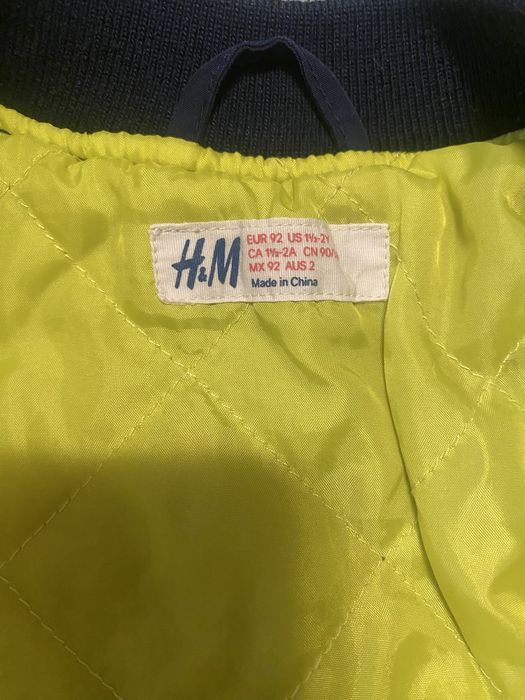 H&M
EUR 92 US 1½-2Y
CA 1½-2A CN 90/
MX 92 AUS 2
Made in China